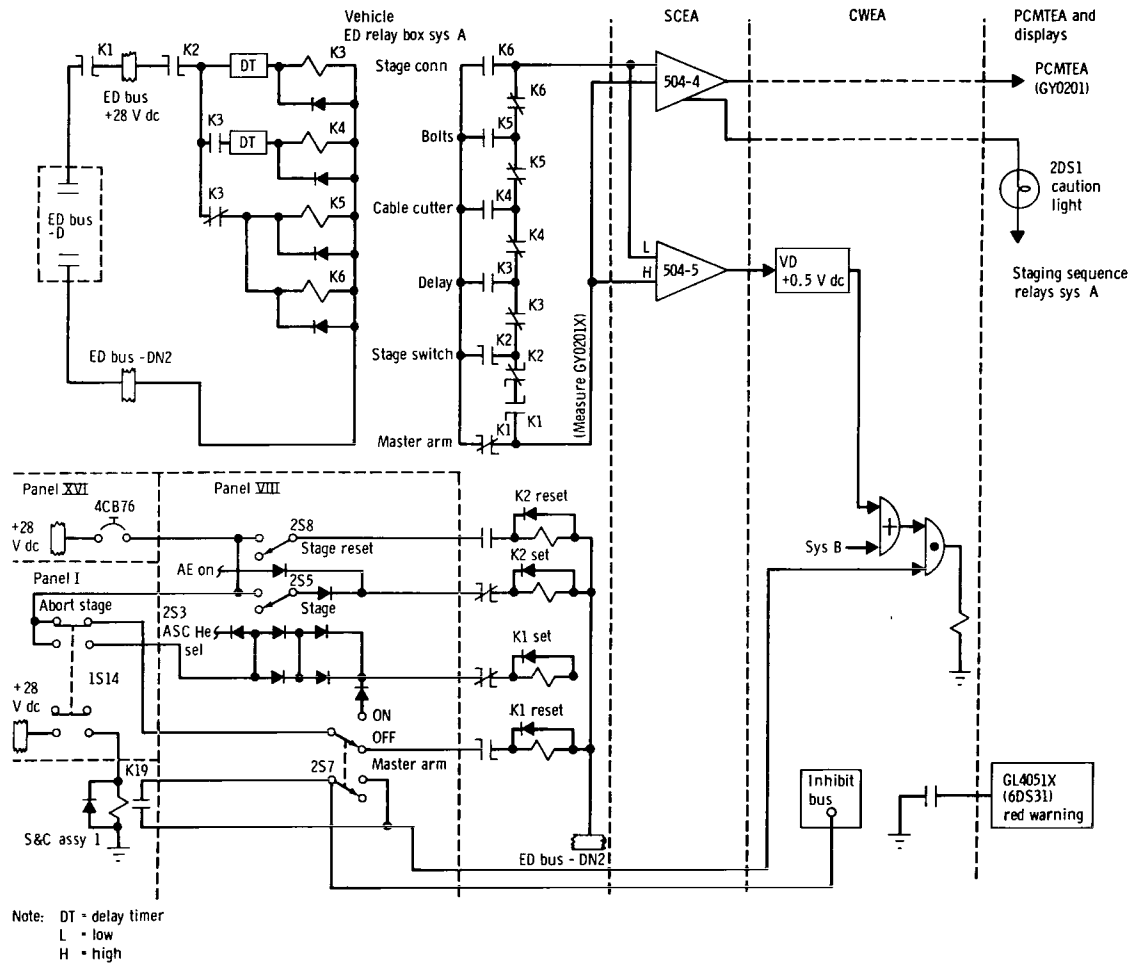 Vehicle
ED relay box sys A
SCEA
CWEA
PCMTEA and
displays
K1
K2
DT
K3
ED bus
+28 V dc
K3
DT
K4
K3
K5
K6
ED bus
-D
ED bus -DN2
K6
Stage conn
K6
Bolts
K5
K5
Cable cutter
K4
K4
Delay
K3
K3
Stage switch
K2
K2
K1
Master arm
K1
(Measure GY0201X)
504-4
PCMTEA
(GY0201)
2DS1
caution
light
L
H
504-5
VD
+0.5 V dc
Staging sequence
relays sys A
Panel XVI
Panel VIII
4CB76
+28
V dc
2S8
Stage reset
K2 reset
AE on
K2 set
Panel I
2S5
Stage
Abort stage
2S3
ASC He
sel
K1 set
1S14
+28
V dc
ON
OFF
K1 reset
Master arm
2S7
K19
S&C assy 1
ED bus - DN2
Sys B
+
Inhibit
bus
GL4051X
(6DS31)
red warning
Note: DT = delay timer
L = low
H = high